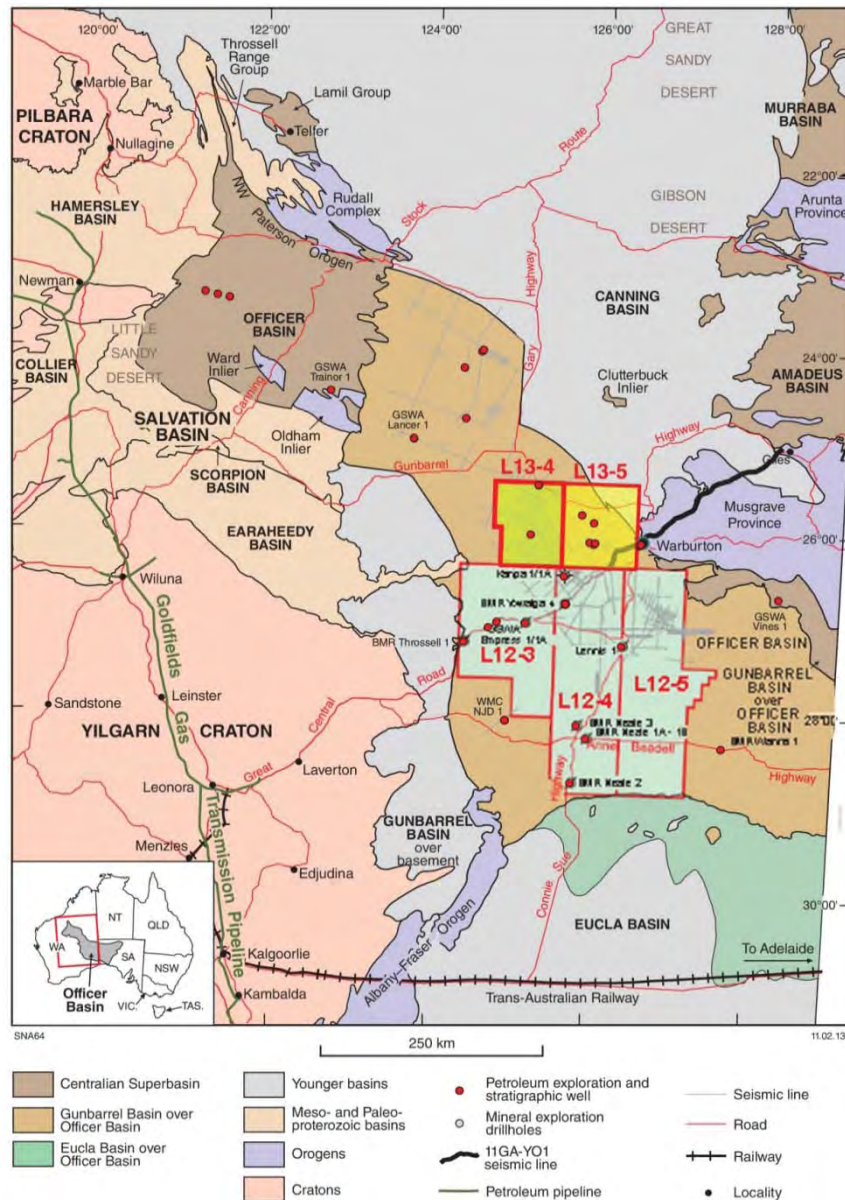 120°00' 122°00' 124°00' 126°00' 128°00'
Throssell
Range
Group
GREAT
SANDY
DESERT
Marble Bar
Lamil Group
PILBARA
CRATON
Telfer
MURRABA
BASIN
Nullagine
Route
22°00'
Rudall
Complex
Stock
HAMERSLEY
BASIN
NW Paterson Orogen
GIBSON
DESERT
Arunta
Province
Newman
Highway
CANNING
BASIN
OFFICER
BASIN
LITTLE
SANDY
DESERT
COLLIER
BASIN
Ward
Inlier
GSWA
Trainor 1
Gary
24°00'
Clutterbuck
Inlier
AMADEUS
BASIN
Canning
SALVATION
BASIN
GSWA
Lancer 1
Oldham
Inlier
Highway
Giles
Gunbarrel
L13-4
L13-5
SCORPION
BASIN
Musgrave
Province
EARAHEEDY
BASIN
26°00'
Warburton
Wiluna
Kanpa 1/1A
BMR Yowalga 4
GSWA
Vines 1
BMR Throssell 1
Empress 1/1A
Lennis 1
OFFICER BASIN
L12-3
Goldfields Gas Transmission Pipeline
Sandstone
Leinster
Road
WMC
NJD 1
L12-4
L12-5
GUNBARREL
BASIN
over
OFFICER
BASIN
YILGARN CRATON
Central
28°00'
BMR Neale 3
BMR Neale 1A - 1B
Anne Beadell
Highway
Great
Laverton
Leonora
BMR Neale 2
Highway
GUNBARREL
BASIN
over
basement
Menzies
Edjudina
Connie Sue
30°00'
EUCLA BASIN
Albany–Fraser Orogen
To Adelaide
Kalgoorlie
Kambalda
Trans-Australian Railway
NT
QLD
WA
SA
NSW
Officer
Basin
VIC.
TAS.
SNA64
11.02.13
250 km
Centralian Superbasin
Gunbarrel Basin over
Officer Basin
Eucla Basin over
Officer Basin
Younger basins
Meso- and Paleo-
proterozoic basins
Orogens
Cratons
Petroleum exploration and
stratigraphic well
Mineral exploration
drillholes
11GA-YO1
seismic line
Petroleum pipeline
Seismic line
Road
Railway
Locality